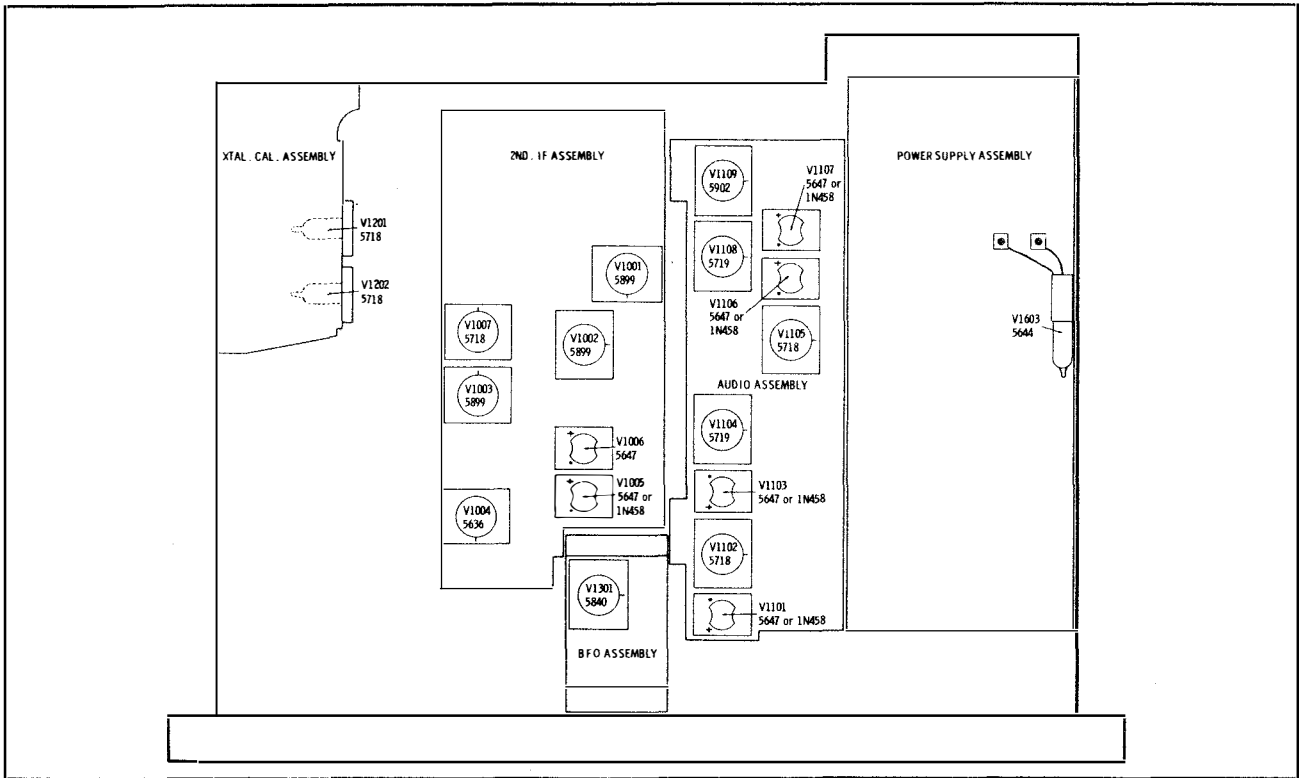 XTAL. CAL. ASSEMBLY
V1201
5718
V1202
5718
2ND. IF ASSEMBLY
V1001
5899
V1007
5718
V1002
5899
V1003
5899
V1006
5647
V1005
5647 or
1N458
V1004
5636
V1301
5840
BFO ASSEMBLY
V1109
5902
V1107
5647 or
1N458
V1108
5719
V1106
5647 or
1N458
V1105
5718
AUDIO ASSEMBLY
V1104
5719
V1103
5647 or 1N458
V1102
5718
V1101
5647 or 1N458
POWER SUPPLY ASSEMBLY
V1603
5644